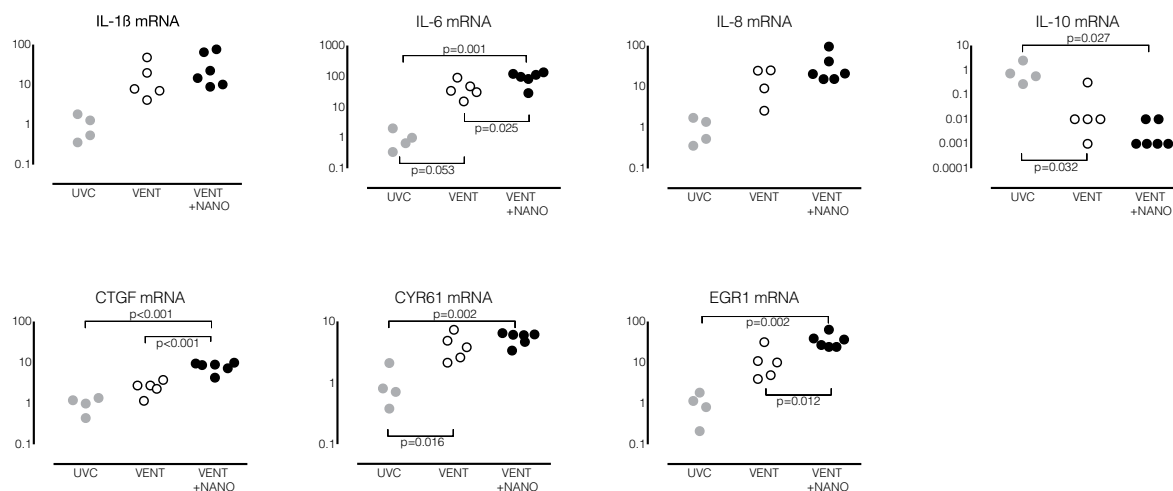 IL-1ß mRNA
100
10
1
0.1
UVC
VENT
VENT
+NANO
IL-6 mRNA
1000
100
10
1
0.1
p=0.001
p=0.025
p=0.053
UVC
VENT
VENT
+NANO
IL-8 mRNA
100
10
1
0.1
UVC
VENT
VENT
+NANO
IL-10 mRNA
10
1
0.1
0.01
0.001
0.0001
p=0.027
p=0.032
UVC
VENT
VENT
+NANO
CTGF mRNA
100
10
1
0.1
p<0.001
p<0.001
UVC
VENT
VENT
+NANO
CYR61 mRNA
10
1
0.1
p=0.002
p=0.016
UVC
VENT
VENT
+NANO
EGR1 mRNA
100
10
1
0.1
p=0.002
p=0.012
UVC
VENT
VENT
+NANO